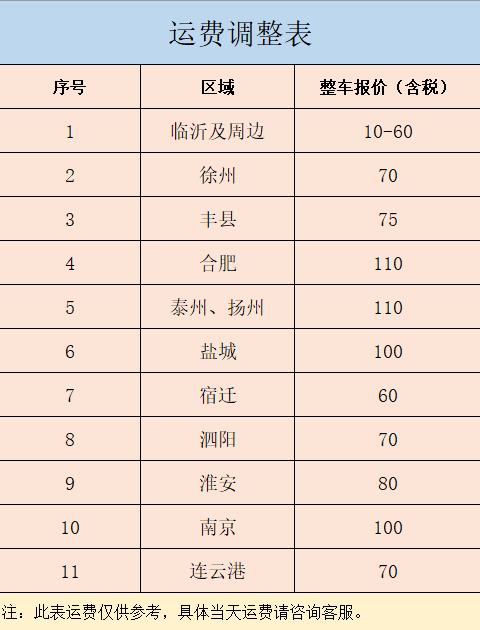 运费调整表
序号 区域 整车报价（含税）
1 临沂及周边 10-60
2 徐州 70
3 丰县 75
4 合肥 110
5 泰州、扬州 110
6 盐城 100
7 宿迁 60
8 泗阳 70
9 淮安 80
10 南京 100
11 连云港 70
注：此表运费仅供参考，具体当天运费请咨询客服。